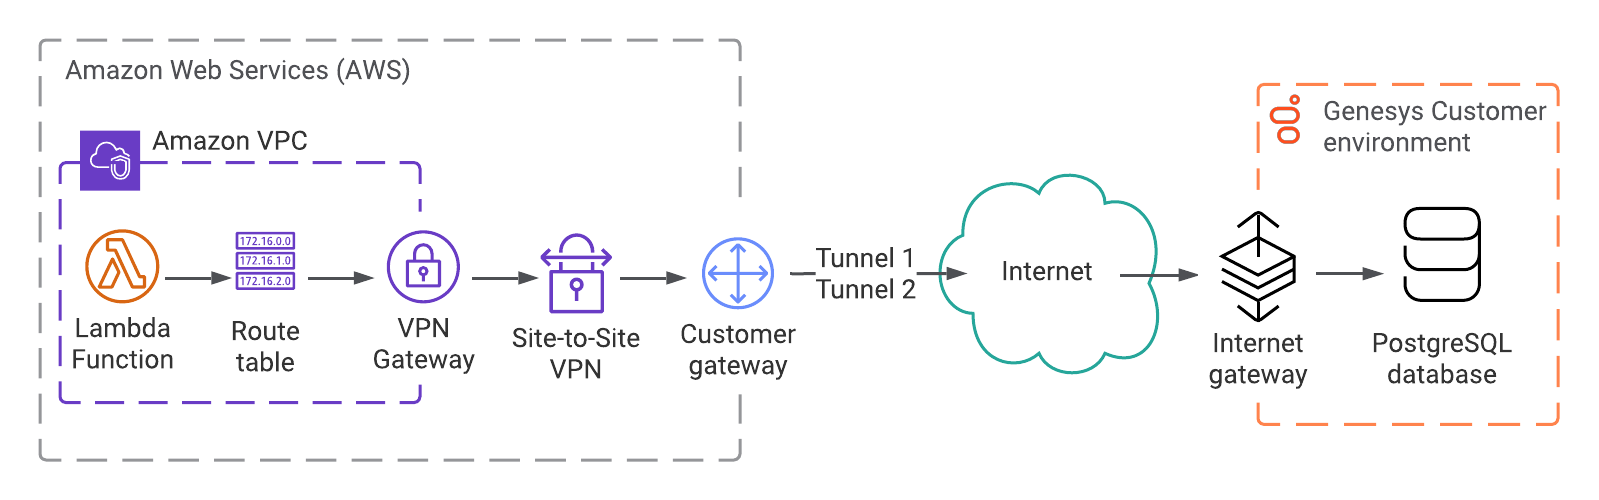 Amazon Web Services (AWS)
Amazon VPC
172.16.0.0
172.16.1.0
172.16.2.0
Lambda
Function
Route
table
VPN
Gateway
Site-to-Site
VPN
Customer
gateway
Tunnel 1
Tunnel 2
Internet
Genesys Customer
environment
Internet
gateway
PostgreSQL
database